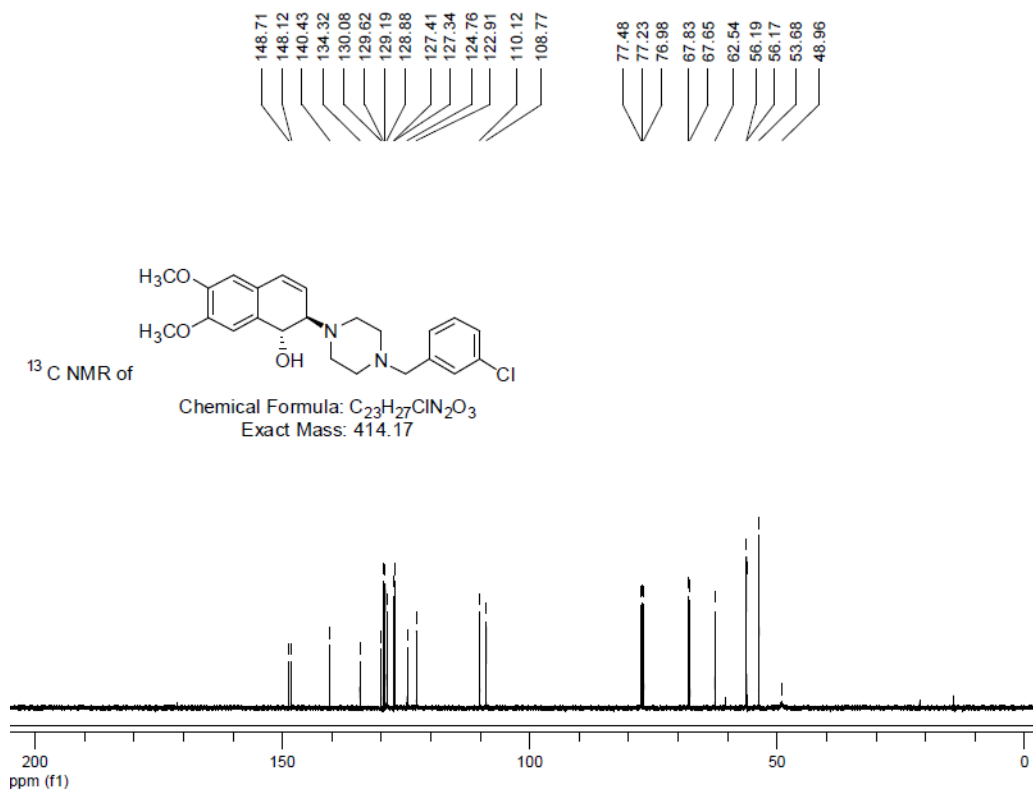 148.71
148.12
140.43
134.32
130.08
129.62
129.19
128.88
127.41
127.34
124.76
122.91
110.12
108.77
77.48
77.23
76.98
67.83
67.65
62.54
56.19
56.17
53.68
48.96
H₃CO
H₃CO
OH
N
N
Cl
¹³C NMR of
Chemical Formula: C₂₃H₂₇ClN₂O₃
Exact Mass: 414.17
200 150 100 50 0
ppm (f1)